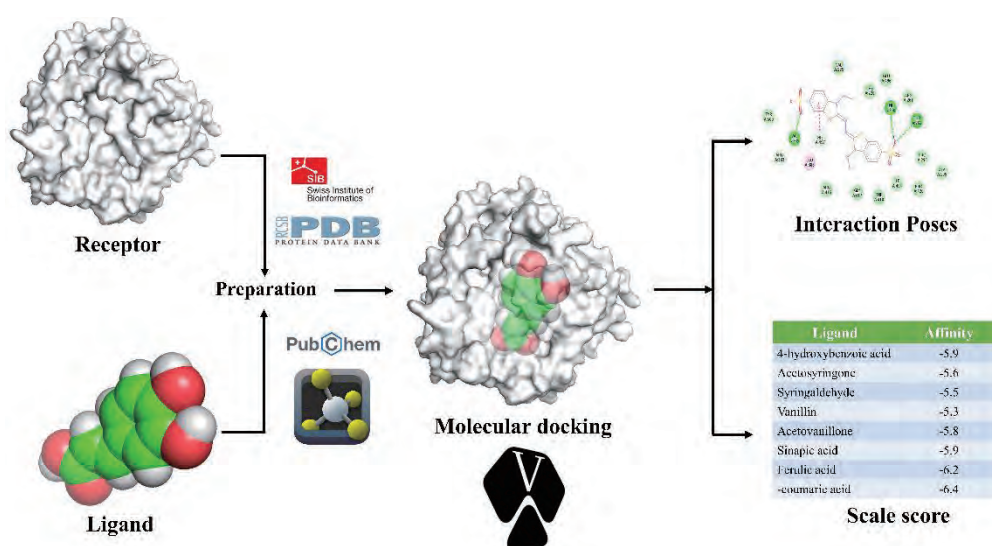 Receptor
SIB
Swiss Institute of
Bioinformatics
RCSB
PDB
PROTEIN DATA BANK
Preparation
PubChem
Ligand
Molecular docking
V
Interaction Poses
Ligand Affinity
4-hydroxybenzoic acid -5.9
Acetosyringone -5.6
Syringaldehyde -5.5
Vanillin -5.3
Acetovanillone -5.8
Sinapic acid -5.9
Ferulic acid -6.2
-coumaric acid -6.4
Scale score